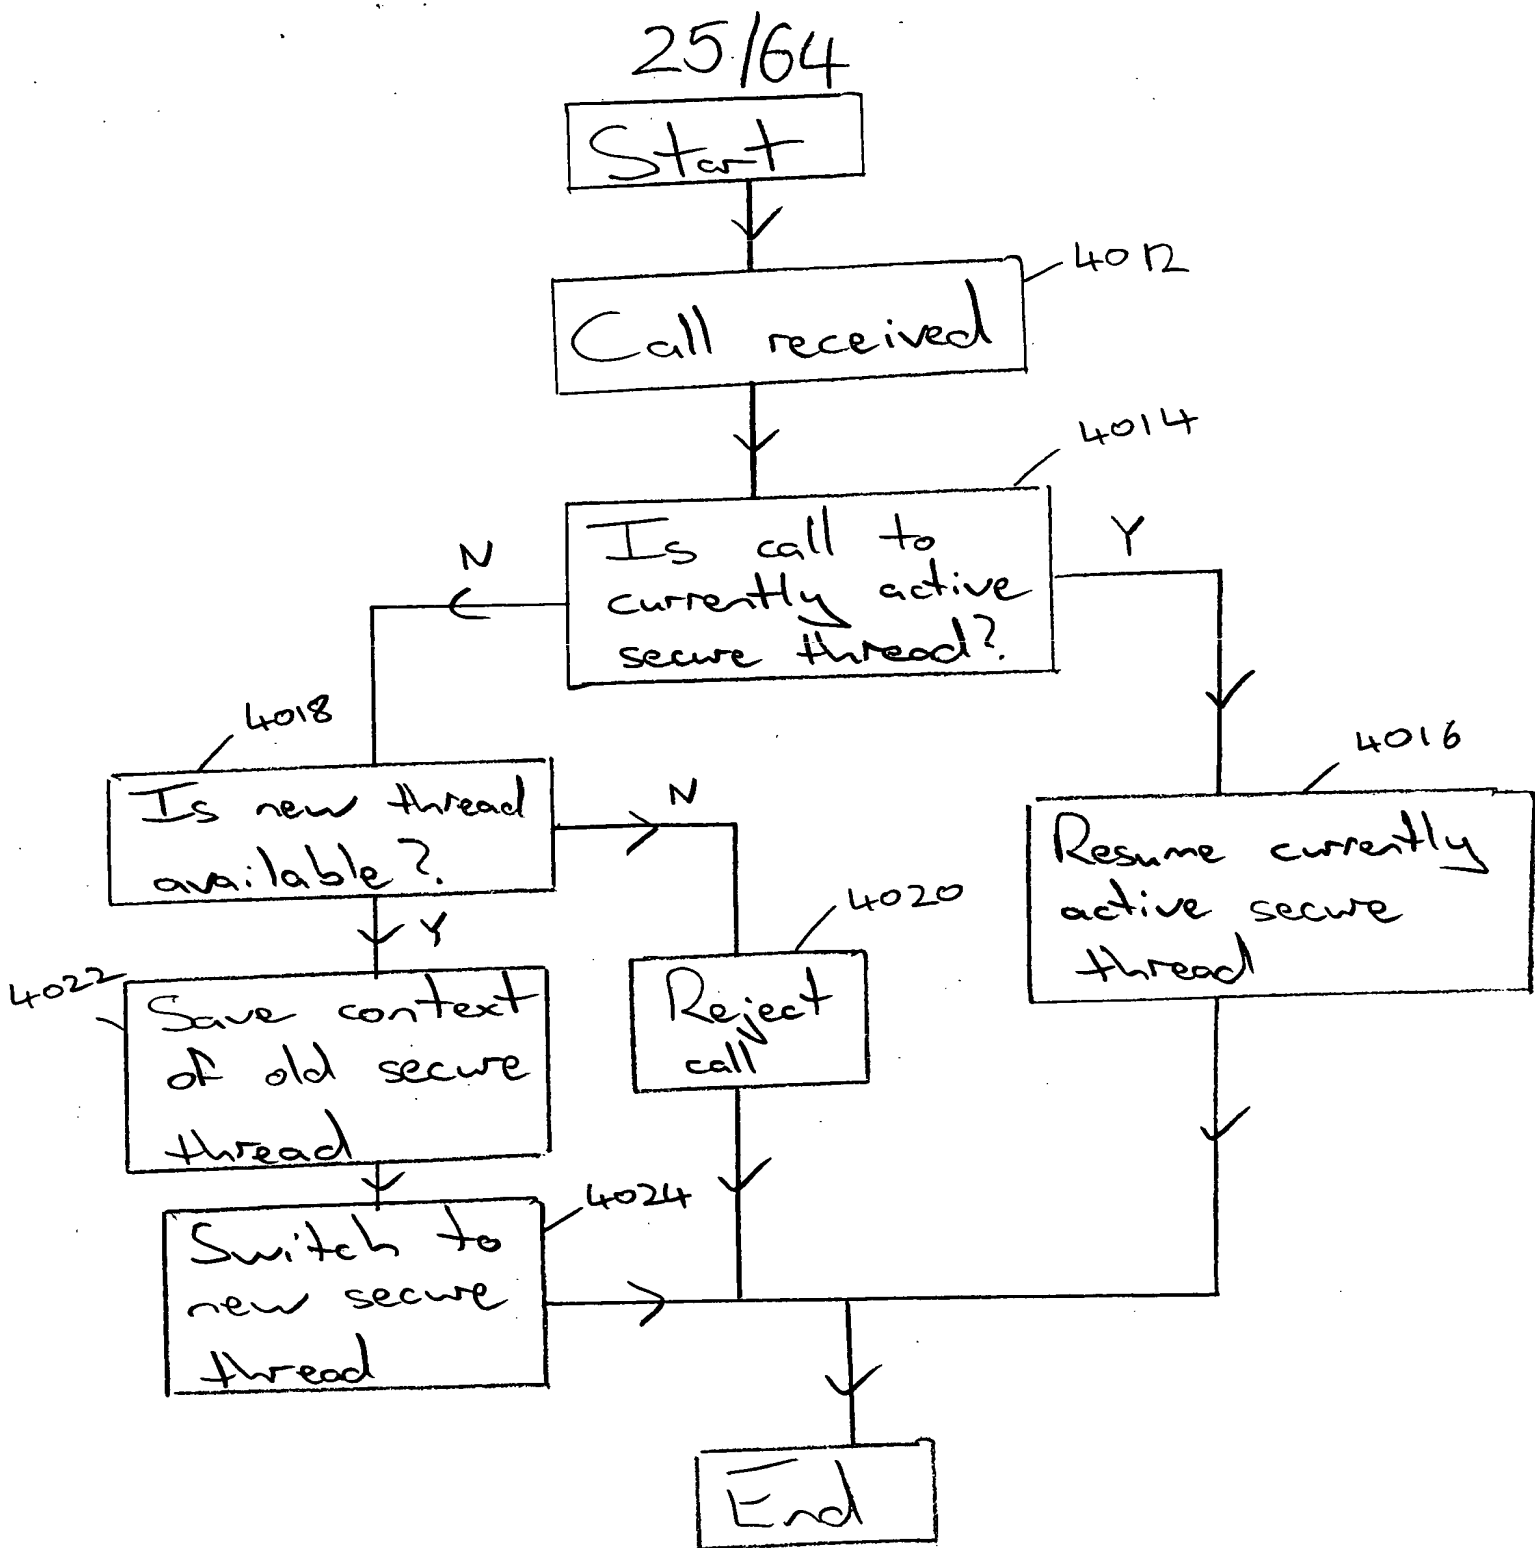 25/64
Start
4012
Call received
4014
Is call to
currently active
secure thread?
N
Y
4018
Is new thread
available?
N
Y
4016
Resume currently
active secure
thread
4020
Reject
call
4022
Save context
of old secure
thread
4024
Switch to
new secure
thread
End